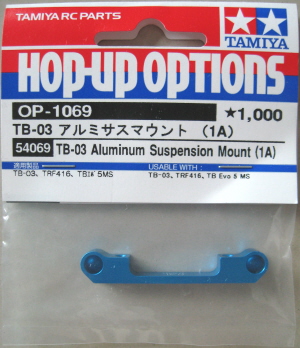 TAMIYA RC PARTS
TAMIYA
HOP-UP OPTIONS
OP-1069
★1,000
TB-03 アルミサスマウント (1A)
54069 TB-03 Aluminum Suspension Mount (1A)
適用製品
USABLE WITH :
TB-03、TRF416、TBエボ 5MS
TB-03, TRF416, TB Evo.5 MS